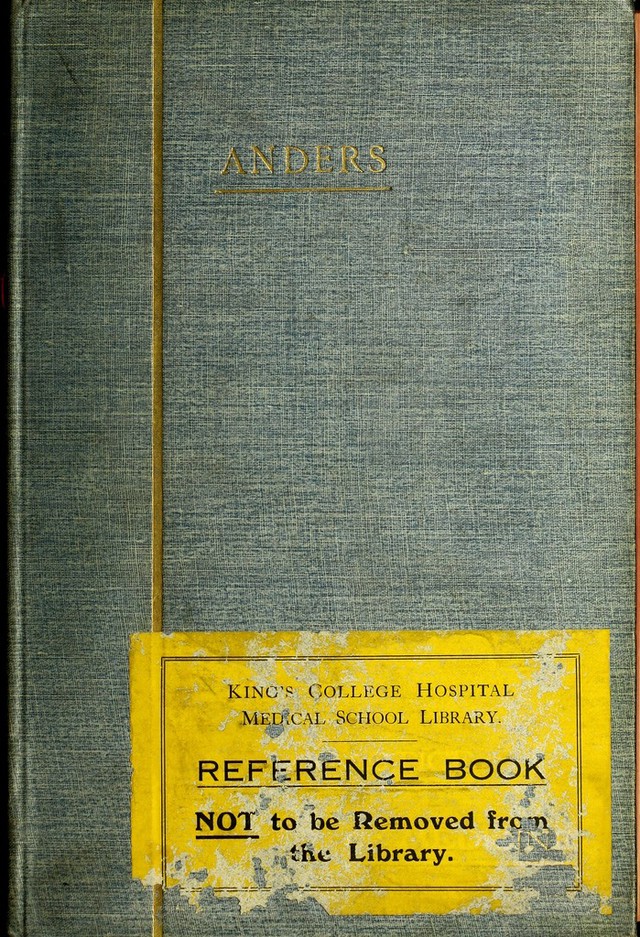 ANDERS
KING'S COLLEGE HOSPITAL
MEDICAL SCHOOL LIBRARY.
REFERENCE BOOK
NOT to be Removed from
the Library.